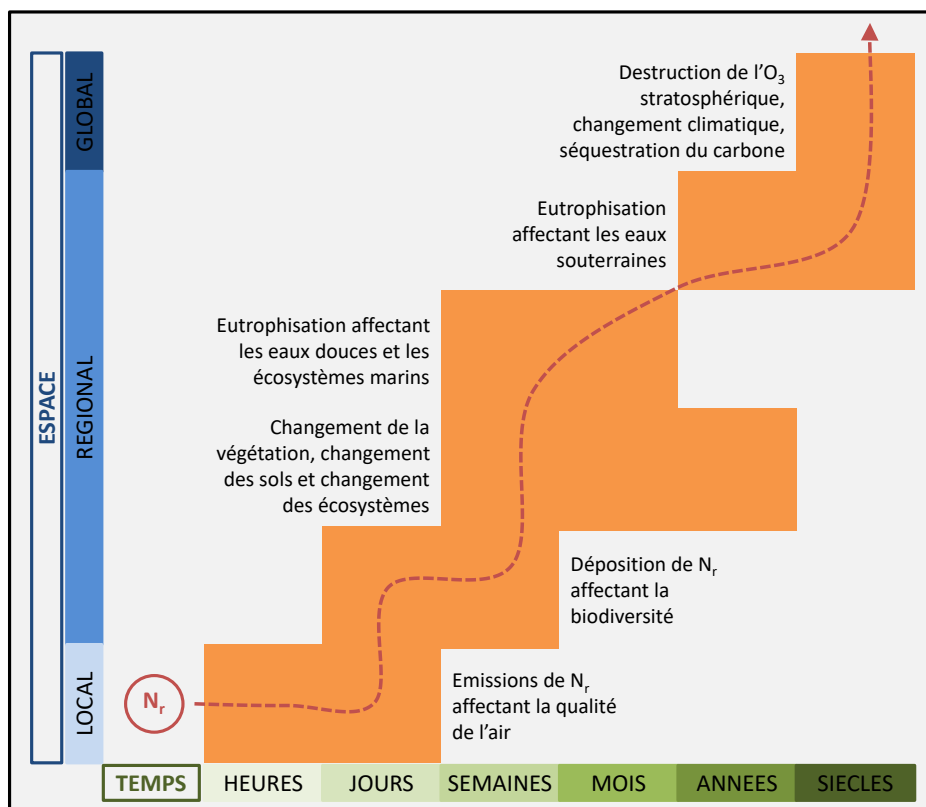 Destruction de l'O3
stratosphérique,
changement climatique,
séquestration du carbone
Eutrophisation
affectant les eaux
souterraines
Eutrophisation affectant
les eaux douces et les
écosystèmes marins
Changement de la
végétation, changement
des sols et changement
des écosystèmes
Déposition de Nr
affectant la
biodiversité
Emissions de Nr
affectant la qualité
de l'air
Nr
ESPACE
GLOBAL
REGIONAL
LOCAL
TEMPS
HEURES
JOURS
SEMAINES
MOIS
ANNEES
SIECLES